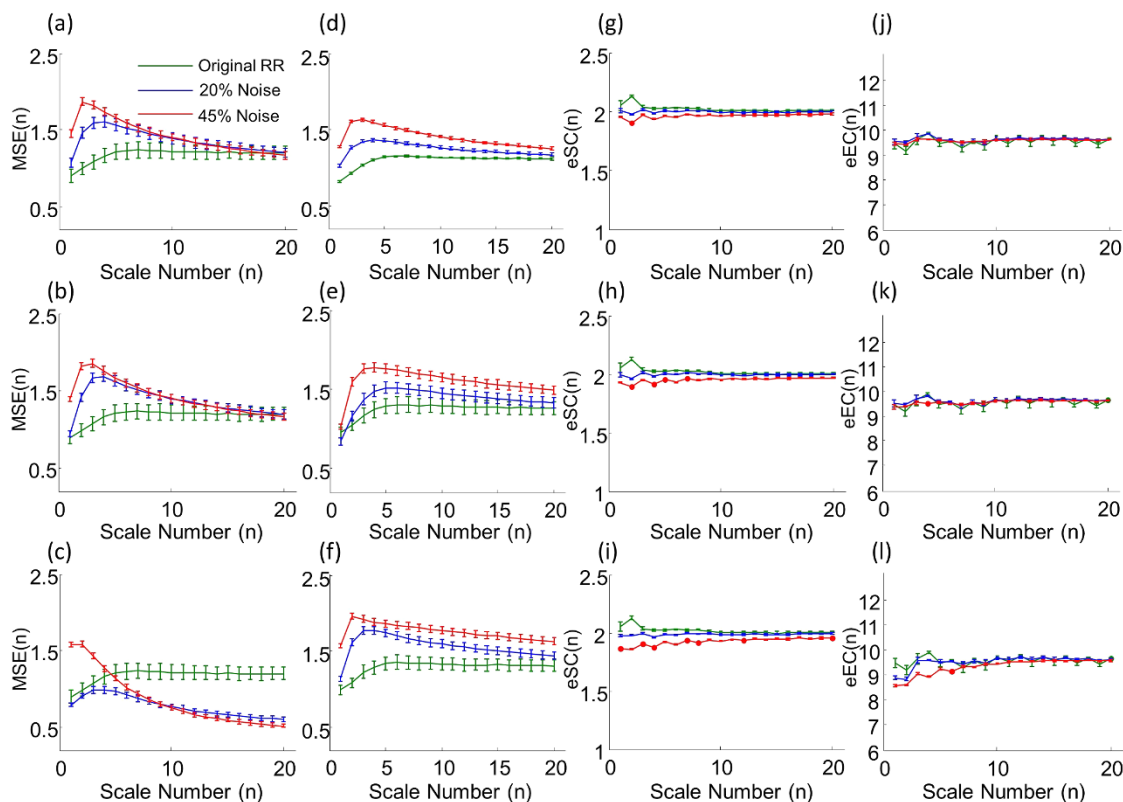 (a)
2.5
1.5
0.5
MSE(n)
Original RR
20% Noise
45% Noise
0 5 10 20
Scale Number (n)
(d)
2.5
1.5
0.5
0 5 10 15 20
Scale Number (n)
(g)
2.5
2
1.5
1
eSC(n)
0 10 20
Scale Number (n)
(j)
12
11
10
9
8
7
6
eEC(n)
0 10 20
Scale Number (n)
(b)
2.5
1.5
0.5
MSE(n)
0 10 20
Scale Number (n)
(e)
2.5
1.5
0.5
0 5 10 15 20
Scale Number (n)
(h)
2.5
2
1.5
1
eSC(n)
0 10 20
Scale Number (n)
(k)
12
11
10
9
8
7
6
eEC(n)
0 10 20
Scale Number (n)
(c)
2.5
1.5
0.5
MSE(n)
0 5 10 15 20
Scale Number (n)
(f)
2.5
1.5
0.5
0 5 10 15 20
Scale Number (n)
(i)
2.5
2
1.5
1
eSC(n)
0 10 20
Scale Number (n)
(l)
12
11
10
9
8
7
6
eEC(n)
0 10 20
Scale Number (n)